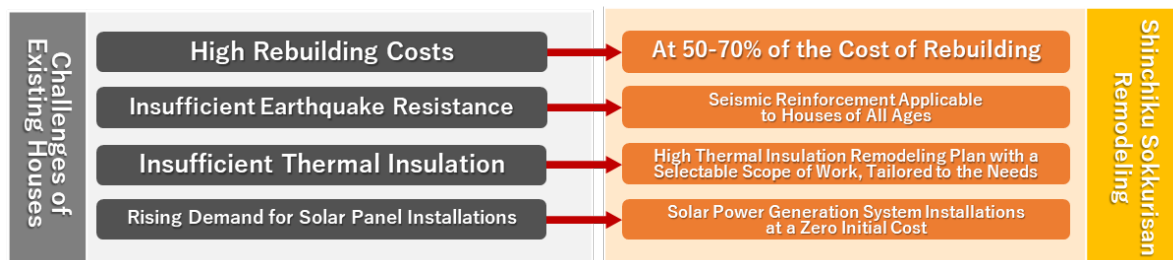 Challenges of
Existing Houses
High Rebuilding Costs
At 50-70% of the Cost of Rebuilding
Insufficient Earthquake Resistance
Seismic Reinforcement Applicable
to Houses of All Ages
Insufficient Thermal Insulation
High Thermal Insulation Remodeling Plan with a
Selectable Scope of Work, Tailored to the Needs
Rising Demand for Solar Panel Installations
Solar Power Generation System Installations
at a Zero Initial Cost
Shinchiku Sokkurisan
Remodeling